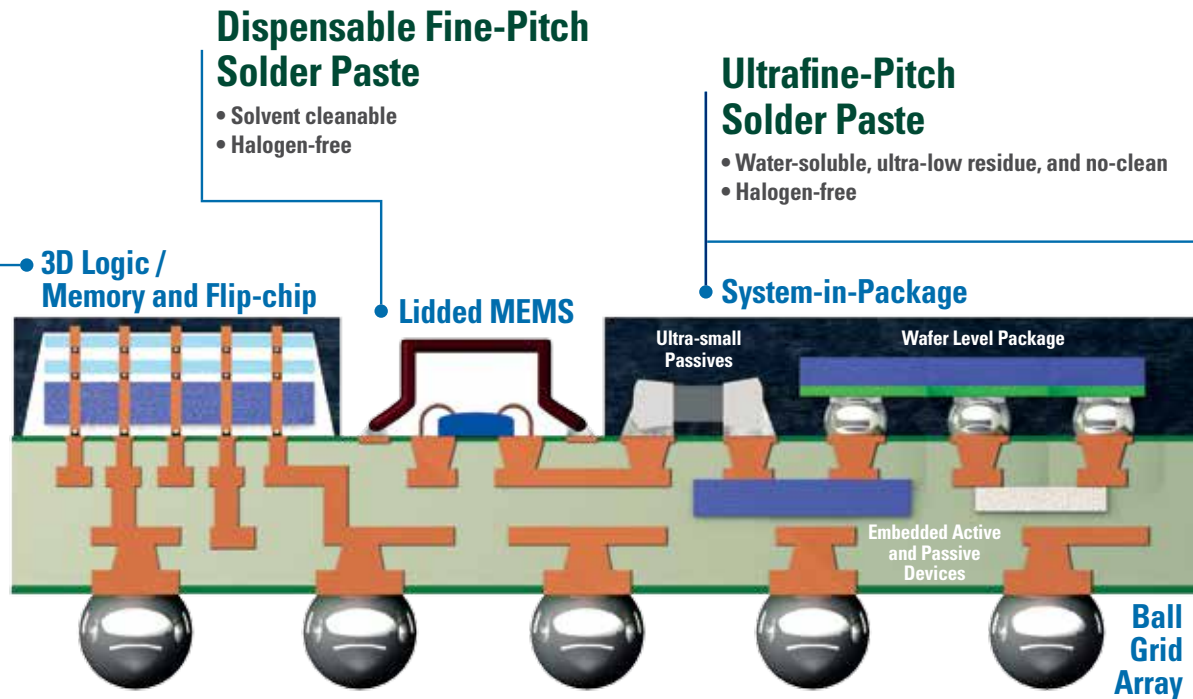 Dispensable Fine-Pitch
Solder Paste
• Solvent cleanable
• Halogen-free
Ultrafine-Pitch
Solder Paste
• Water-soluble, ultra-low residue, and no-clean
• Halogen-free
3D Logic /
Memory and Flip-chip
Lidded MEMS
System-in-Package
Ultra-small
Passives
Wafer Level Package
Embedded Active
and Passive
Devices
Ball
Grid
Array